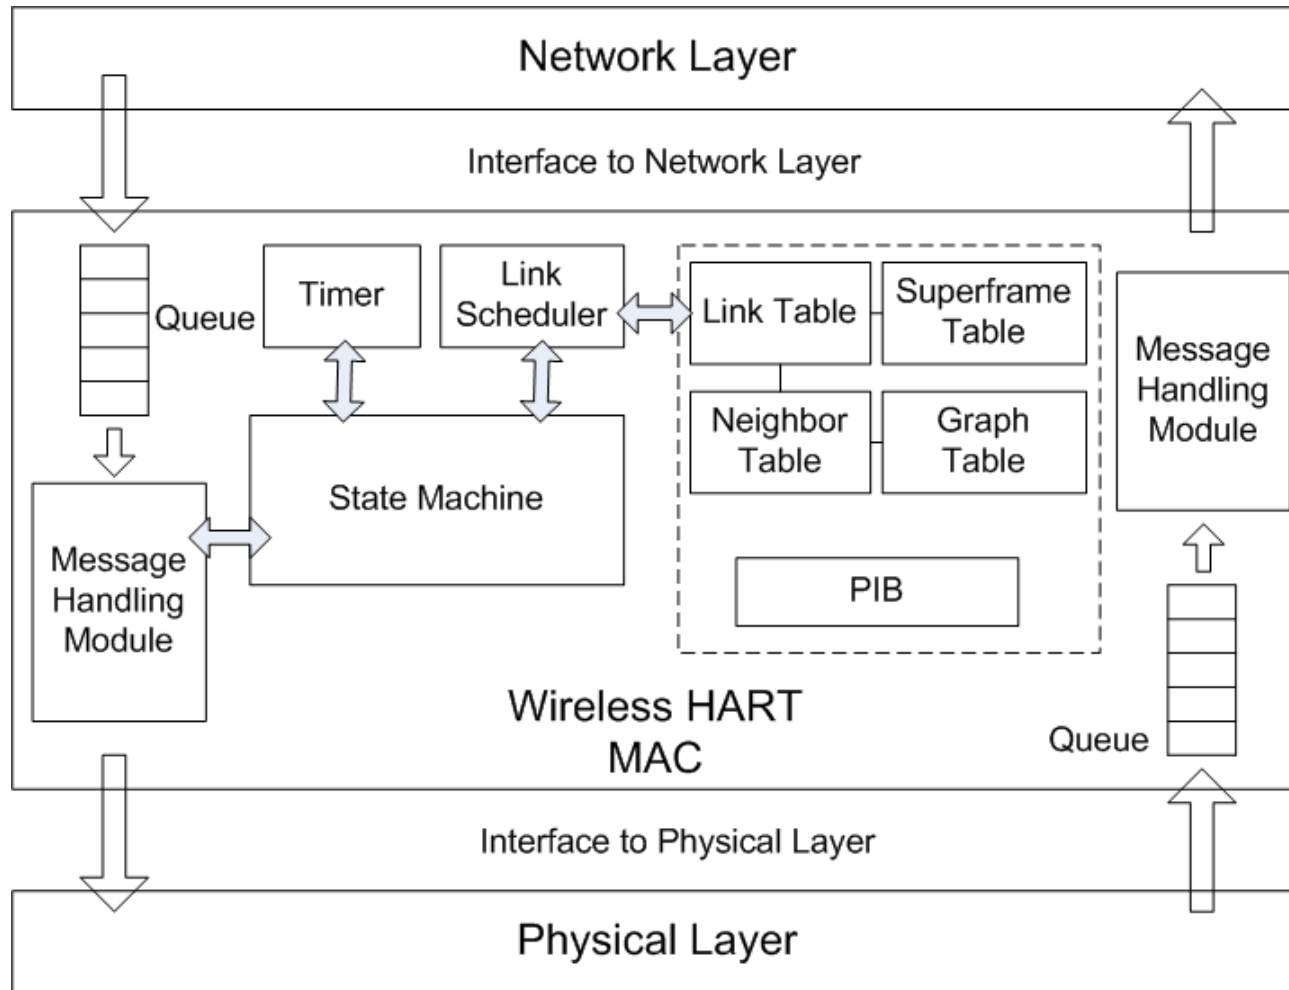 Network Layer
Interface to Network Layer
Queue
Timer
Link
Scheduler
Link Table
Superframe
Table
Neighbor
Table
Graph
Table
Message
Handling
Module
State Machine
Message
Handling
Module
PIB
Wireless HART
MAC
Queue
Interface to Physical Layer
Physical Layer